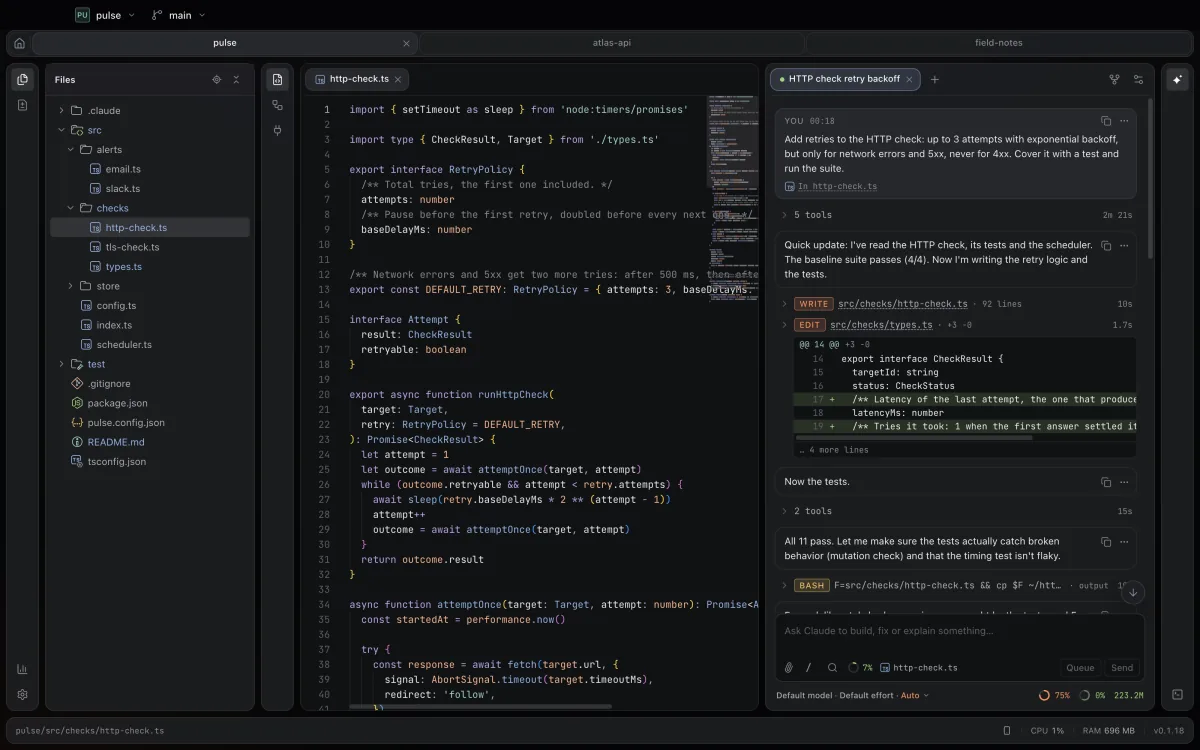 PU pulse main
pulse
atlas-api
field-notes
Files
.claude
src
alerts
TS email.ts
TS slack.ts
checks
TS http-check.ts
TS tls-check.ts
TS types.ts
store
TS config.ts
TS index.ts
TS scheduler.ts
test
.gitignore
package.json
pulse.config.json
README.md
tsconfig.json
TS http-check.ts
1 import { setTimeout as sleep } from 'node:timers/promises'
2
3 import type { CheckResult, Target } from './types.ts'
4
5 export interface RetryPolicy {
6 /** Total tries, the first one included. */
7 attempts: number
8 /** Pause before the first retry, doubled before every next one. */
9 baseDelayMs: number
10 }
11
12 /** Network errors and 5xx get two more tries: after 500 ms, then afte
13 export const DEFAULT_RETRY: RetryPolicy = { attempts: 3, baseDelayMs:
14
15 interface Attempt {
16 result: CheckResult
17 retryable: boolean
18 }
19
20 export async function runHttpCheck(
21 target: Target,
22 retry: RetryPolicy = DEFAULT_RETRY,
23 ): Promise<CheckResult> {
24 let attempt = 1
25 let outcome = await attemptOnce(target, attempt)
26 while (outcome.retryable && attempt < retry.attempts) {
27 await sleep(retry.baseDelayMs * 2 ** (attempt - 1))
28 attempt++
29 outcome = await attemptOnce(target, attempt)
30 }
31 return outcome.result
32 }
33
34 async function attemptOnce(target: Target, attempt: number): Promise<A
35 const startedAt = performance.now()
36
37 try {
38 const response = await fetch(target.url, {
39 signal: AbortSignal.timeout(target.timeoutMs),
40 redirect: 'follow',
41 })
HTTP check retry backoff
YOU 00:18
Add retries to the HTTP check: up to 3 attempts with exponential backoff,
but only for network errors and 5xx, never for 4xx. Cover it with a test and
run the suite.
TS In http-check.ts
5 tools 2m 21s
Quick update: I've read the HTTP check, its tests and the scheduler.
The baseline suite passes (4/4). Now I'm writing the retry logic and
the tests.
WRITE src/checks/http-check.ts · 92 lines 10s
EDIT src/checks/types.ts · +3 -0 1.7s
@@ 14 @@ +3 -0
14 export interface CheckResult {
15 targetId: string
16 status: CheckStatus
17 + /** Latency of the last attempt, the one that produce
18 latencyMs: number
19 + /** Tries it took: 1 when the first answer settled it
… 4 more lines
Now the tests.
2 tools 15s
All 11 pass. Let me make sure the tests actually catch broken
behavior (mutation check) and that the timing test isn't flaky.
BASH F=src/checks/http-check.ts && cp $F ~/htt… · output
Ask Claude to build, fix or explain something…
/ 7% TS http-check.ts Queue Send
Default model · Default effort · Auto 75% 0% 223.2M
pulse/src/checks/http-check.ts
CPU 1% RAM 696 MB v0.1.18